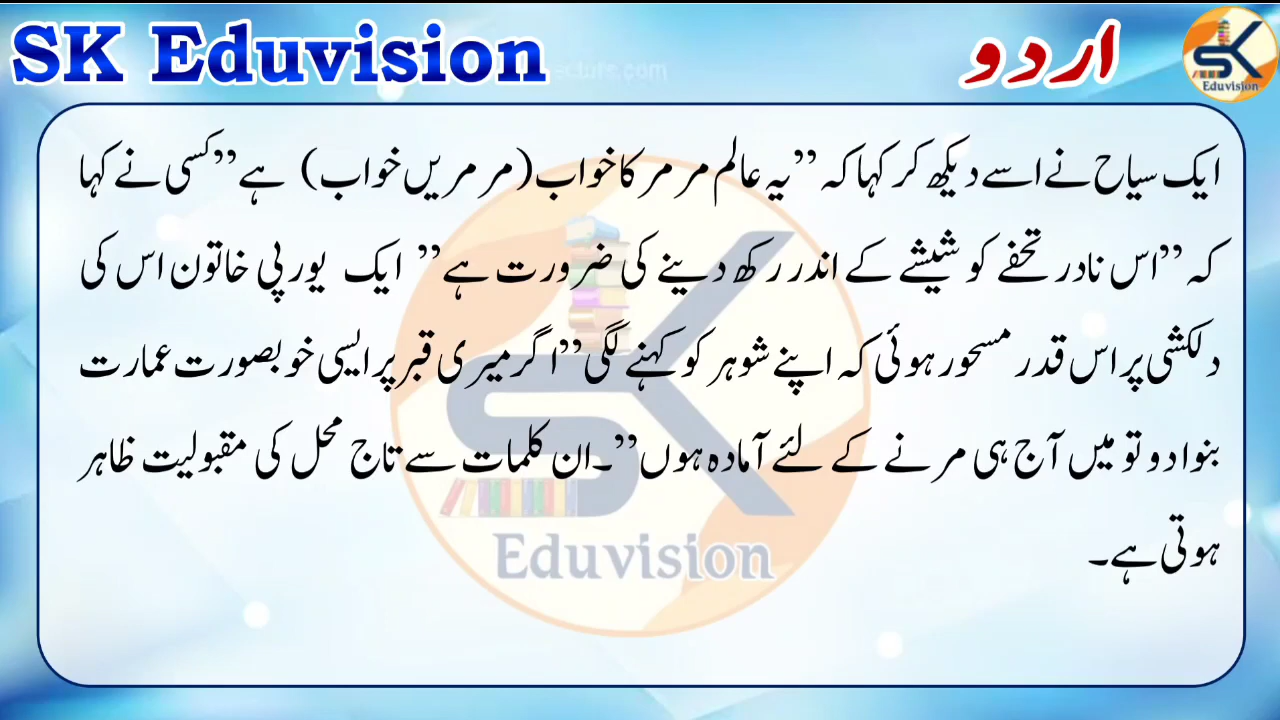 SK Eduvision
اردو
SK Eduvision
ایک سیاح نے اسے دیکھ کر کہا کہ ’’یہ عالم مرمر کا خواب (مرمریں خواب) ہے’’ کسی نے کہا
کہ ’’اس نادر تحفے کو شیشے کے اندر رکھ دینے کی ضرورت ہے’’ ایک یورپی خاتون اس کی
دلکشی پر اس قدر مسحور ہوئی کہ اپنے شوہر کو کہنے لگی ’’اگر میری قبر پر ایسی خوبصورت عمارت
بنوا دو تو میں آج ہی مرنے کے لئے آمادہ ہوں’’۔ ان کلمات سے تاج محل کی مقبولیت ظاہر
ہوتی ہے۔
SK
Eduvision